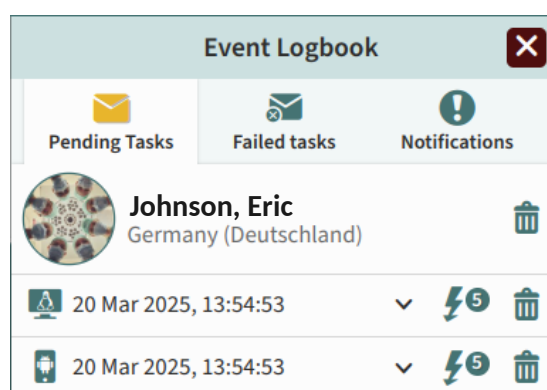 Event Logbook
Pending Tasks
Failed tasks
Notifications
Johnson, Eric
Germany (Deutschland)
20 Mar 2025, 13:54:53
5
20 Mar 2025, 13:54:53
5